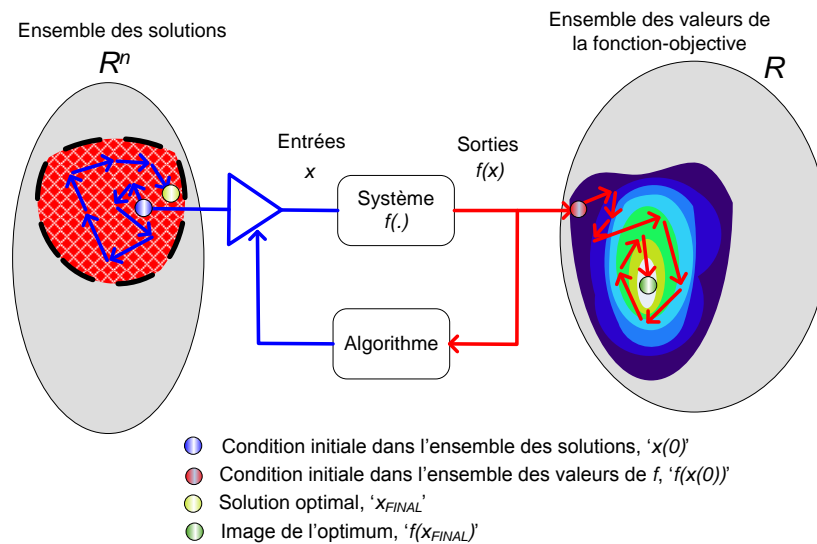 Ensemble des solutions
Rⁿ
Ensemble des valeurs de
la fonction-objective
R
Entrées
x
Sorties
f(x)
Système
f(.)
Algorithme
Condition initiale dans l'ensemble des solutions, 'x(0)'
Condition initiale dans l'ensemble des valeurs de f, 'f(x(0))'
Solution optimal, 'x_FINAL'
Image de l'optimum, 'f(x_FINAL)'